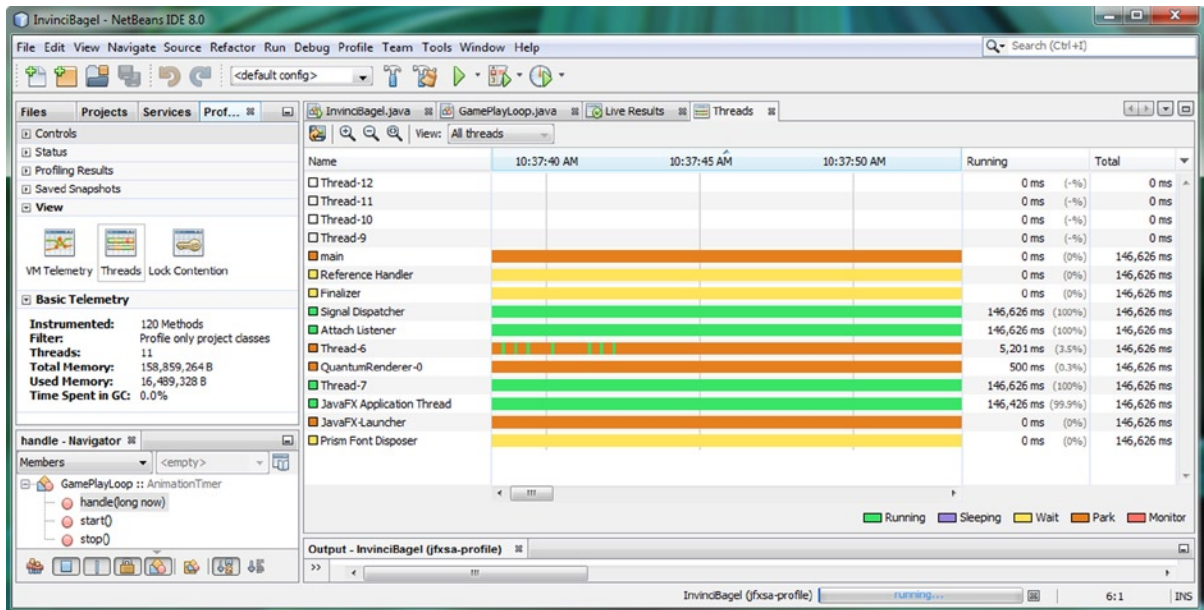 InvinciBagel - NetBeans IDE 8.0
File Edit View Navigate Source Refactor Run Debug Profile Team Tools Window Help
Search (Ctrl+I)
<default config>
Files Projects Services Prof...
Controls
Status
Profiling Results
Saved Snapshots
View
VM Telemetry Threads Lock Contention
Basic Telemetry
Instrumented: 120 Methods
Filter: Profile only project classes
Threads: 11
Total Memory: 158,859,264 B
Used Memory: 16,489,328 B
Time Spent in GC: 0.0%
handle - Navigator
Members <empty>
GamePlayLoop :: AnimationTimer
handle(long now)
start()
stop()
InvinciBagel.java GamePlayLoop.java Live Results Threads
View: All threads
Name 10:37:40 AM 10:37:45 AM 10:37:50 AM Running Total
Thread-12 0 ms (-%) 0 ms
Thread-11 0 ms (-%) 0 ms
Thread-10 0 ms (-%) 0 ms
Thread-9 0 ms (-%) 0 ms
main 0 ms (0%) 146,626 ms
Reference Handler 0 ms (0%) 146,626 ms
Finalizer 0 ms (0%) 146,626 ms
Signal Dispatcher 146,626 ms (100%) 146,626 ms
Attach Listener 146,626 ms (100%) 146,626 ms
Thread-6 5,201 ms (3.5%) 146,626 ms
QuantumRenderer-0 500 ms (0.3%) 146,626 ms
Thread-7 146,626 ms (100%) 146,626 ms
JavaFX Application Thread 146,426 ms (99.9%) 146,626 ms
JavaFX-Launcher 0 ms (0%) 146,626 ms
Prism Font Disposer 0 ms (0%) 146,626 ms
Running Sleeping Wait Park Monitor
Output - InvinciBagel (jfxsa-profile)
InvinciBagel (jfxsa-profile) running... 6:1 INS